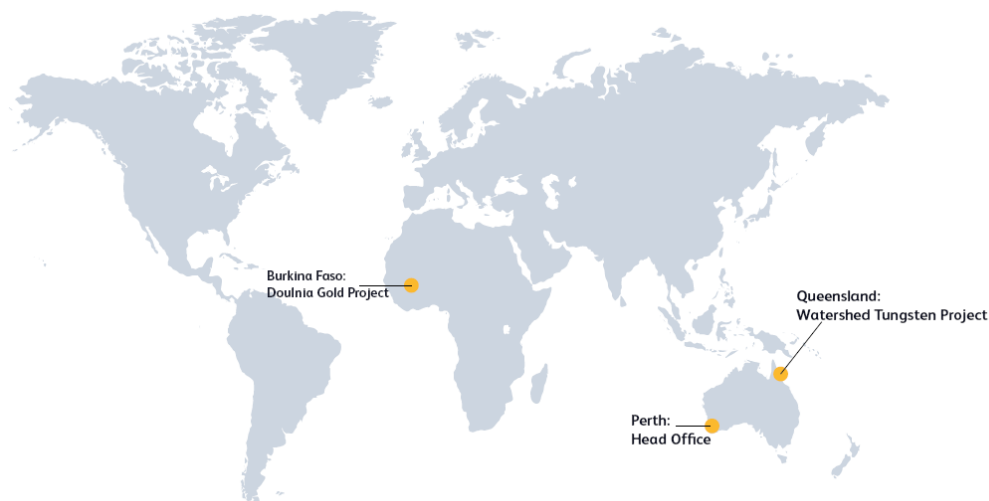 Burkina Faso:
Doulnia Gold Project
Queensland:
Watershed Tungsten Project
Perth:
Head Office